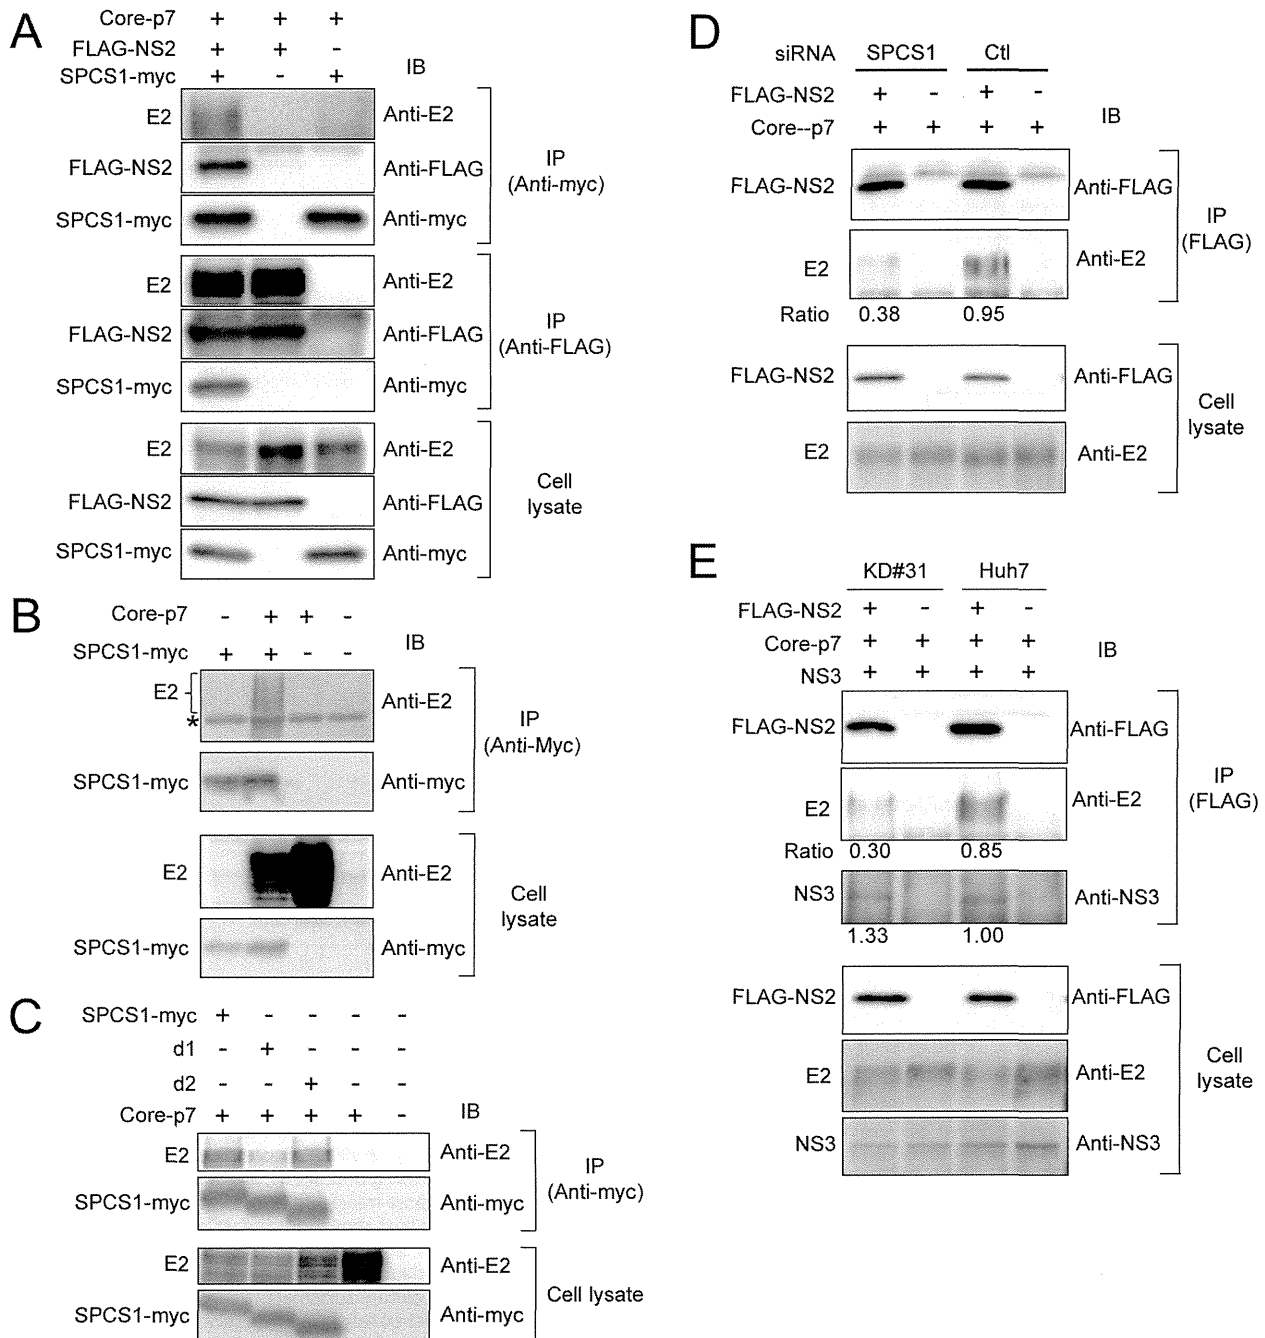 A
Core-p7 + + +
FLAG-NS2 + + -
SPCS1-myc + - +
IB
E2 Anti-E2
FLAG-NS2 Anti-FLAG
SPCS1-myc Anti-myc
IP
(Anti-myc)
E2 Anti-E2
FLAG-NS2 Anti-FLAG
SPCS1-myc Anti-myc
IP
(Anti-FLAG)
E2 Anti-E2
FLAG-NS2 Anti-FLAG
SPCS1-myc Anti-myc
Cell
lysate
B
Core-p7 - + + -
SPCS1-myc + + - -
IB
E2 Anti-E2
*
SPCS1-myc Anti-myc
IP
(Anti-Myc)
E2 Anti-E2
SPCS1-myc Anti-myc
Cell
lysate
C
SPCS1-myc + - - - -
d1 - + - - -
d2 - - + - -
Core-p7 + + + + -
IB
E2 Anti-E2
SPCS1-myc Anti-myc
IP
(Anti-myc)
E2 Anti-E2
SPCS1-myc Anti-myc
Cell lysate
D
siRNA SPCS1 Ctl
FLAG-NS2 + - + -
Core--p7 + + + +
IB
FLAG-NS2 Anti-FLAG
E2 Anti-E2
Ratio 0.38 0.95
IP
(FLAG)
FLAG-NS2 Anti-FLAG
E2 Anti-E2
Cell
lysate
E
KD#31 Huh7
FLAG-NS2 + - + -
Core-p7 + + + +
NS3 + + + +
IB
FLAG-NS2 Anti-FLAG
E2 Anti-E2
Ratio 0.30 0.85
NS3 Anti-NS3
1.33 1.00
IP
(FLAG)
FLAG-NS2 Anti-FLAG
E2 Anti-E2
NS3 Anti-NS3
Cell
lysate